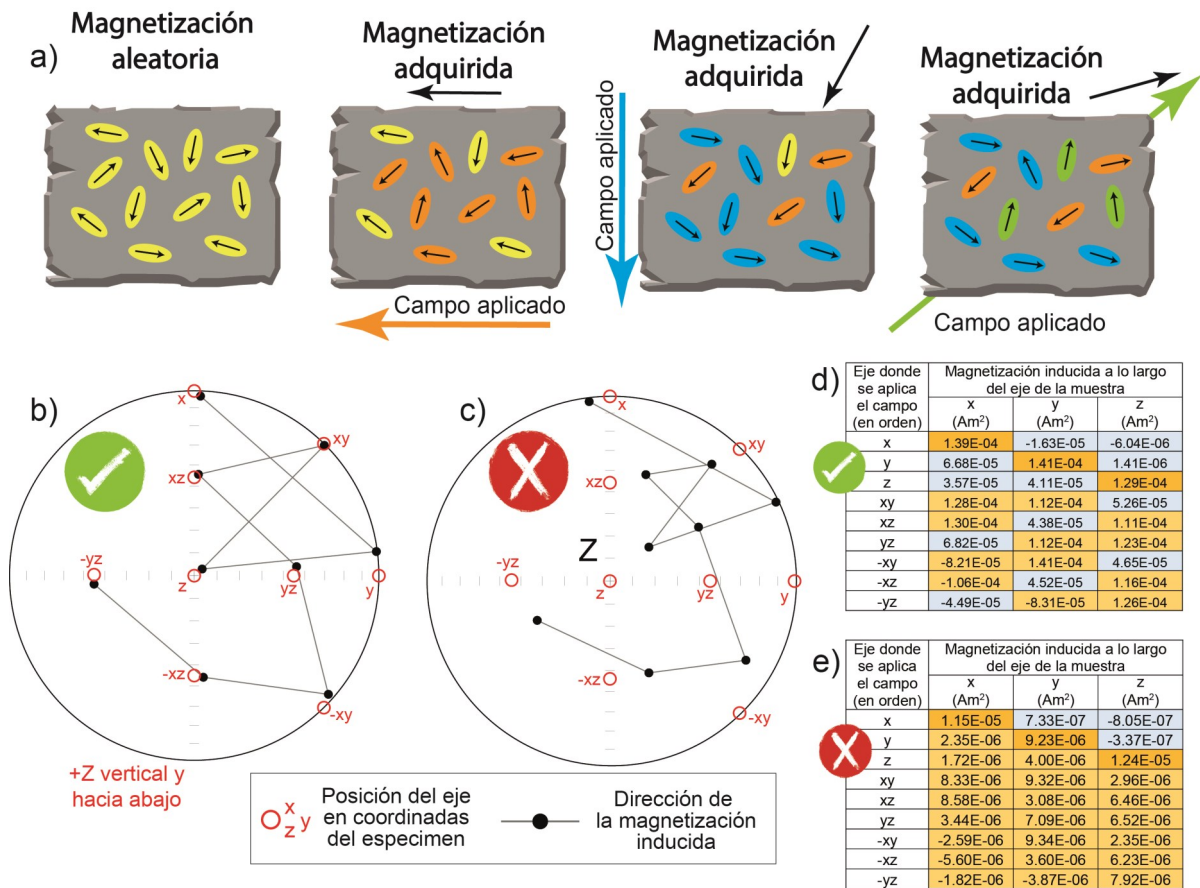 a)
Magnetización
aleatoria
Magnetización
adquirida
Magnetización
adquirida
Magnetización
adquirida
Campo aplicado
Campo aplicado
Campo aplicado
b)
x
xy
xz
-yz
z
yz
y
-xz
-xy
+Z vertical y
hacia abajo
c)
x
xy
xz
Z
-yz
z
yz
y
-xz
-xy
x
z y
Posición del eje
en coordinadas
del especimen
Dirección de
la magnetización
inducida
d)
Eje donde
se aplica
el campo
(en orden)
Magnetización inducida a lo largo
del eje de la muestra
x y z
(Am²) (Am²) (Am²)
x 1.39E-04 -1.63E-05 -6.04E-06
y 6.68E-05 1.41E-04 1.41E-06
z 3.57E-05 4.11E-05 1.29E-04
xy 1.28E-04 1.12E-04 5.26E-05
xz 1.30E-04 4.38E-05 1.11E-04
yz 6.82E-05 1.12E-04 1.23E-04
-xy -8.21E-05 1.41E-04 4.65E-05
-xz -1.06E-04 4.52E-05 1.16E-04
-yz -4.49E-05 -8.31E-05 1.26E-04
e)
Eje donde
se aplica
el campo
(en orden)
Magnetización inducida a lo largo
del eje de la muestra
x y z
(Am²) (Am²) (Am²)
x 1.15E-05 7.33E-07 -8.05E-07
y 2.35E-06 9.23E-06 -3.37E-07
z 1.72E-06 4.00E-06 1.24E-05
xy 8.33E-06 9.32E-06 2.96E-06
xz 8.58E-06 3.08E-06 6.46E-06
yz 3.44E-06 7.09E-06 6.52E-06
-xy -2.59E-06 9.34E-06 2.35E-06
-xz -5.60E-06 3.60E-06 6.23E-06
-yz -1.82E-06 -3.87E-06 7.92E-06